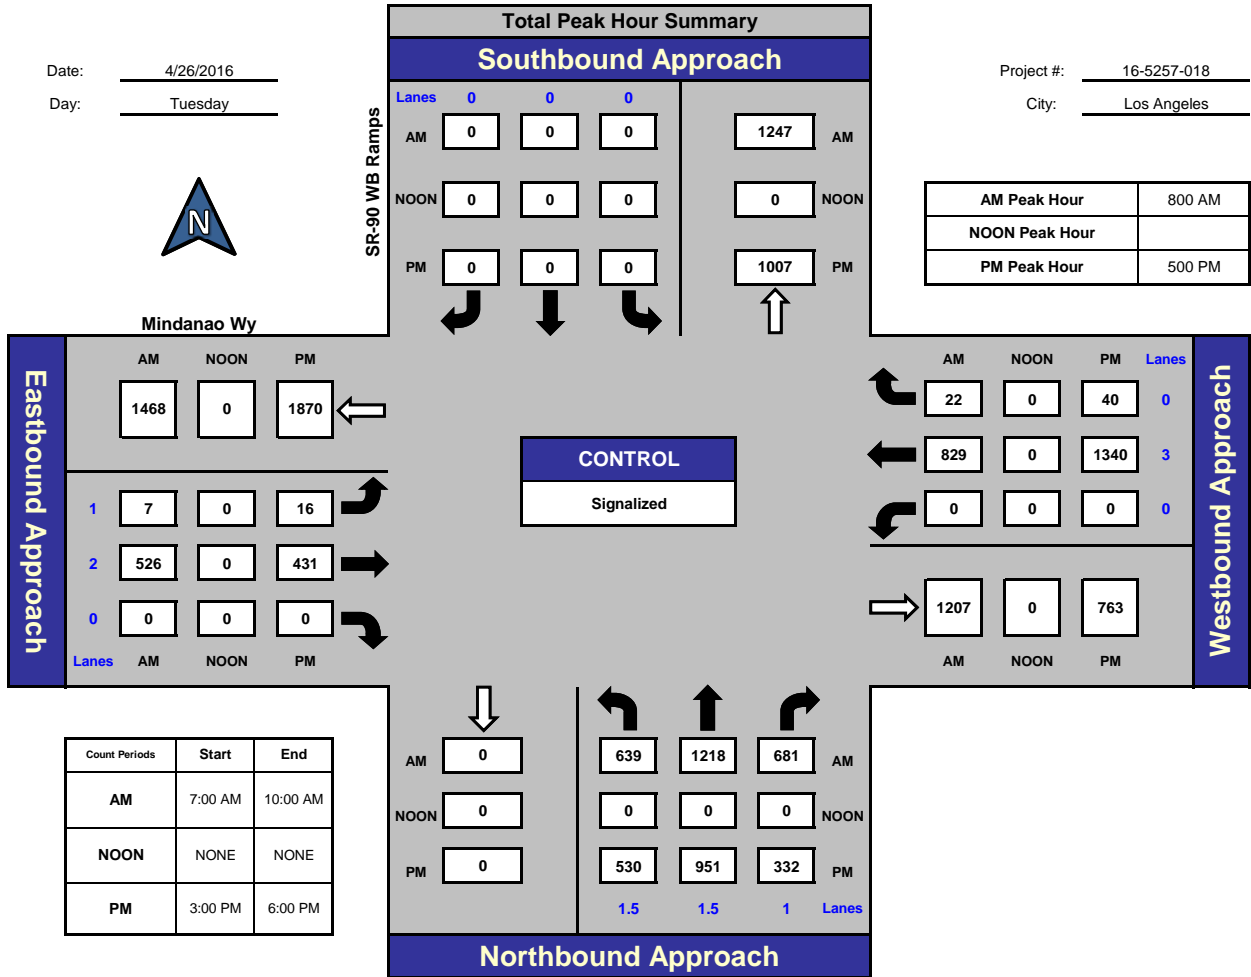 Total Peak Hour Summary
Southbound Approach
Date: 4/26/2016
Day: Tuesday
Project #: 16-5257-018
City: Los Angeles
N
SR-90 WB Ramps
Lanes 0 0 0
AM 0 0 0 1247 AM
NOON 0 0 0 0 NOON
PM 0 0 0 1007 PM
AM Peak Hour 800 AM
NOON Peak Hour
PM Peak Hour 500 PM
Mindanao Wy
Eastbound Approach
AM NOON PM
1468 0 1870
1 7 0 16
2 526 0 431
0 0 0 0
Lanes AM NOON PM
CONTROL
Signalized
AM NOON PM Lanes
22 0 40 0
829 0 1340 3
0 0 0 0
1207 0 763
AM NOON PM
Westbound Approach
Count Periods Start End
AM 7:00 AM 10:00 AM
NOON NONE NONE
PM 3:00 PM 6:00 PM
AM 0 639 1218 681 AM
NOON 0 0 0 0 NOON
PM 0 530 951 332 PM
1.5 1.5 1 Lanes
Northbound Approach